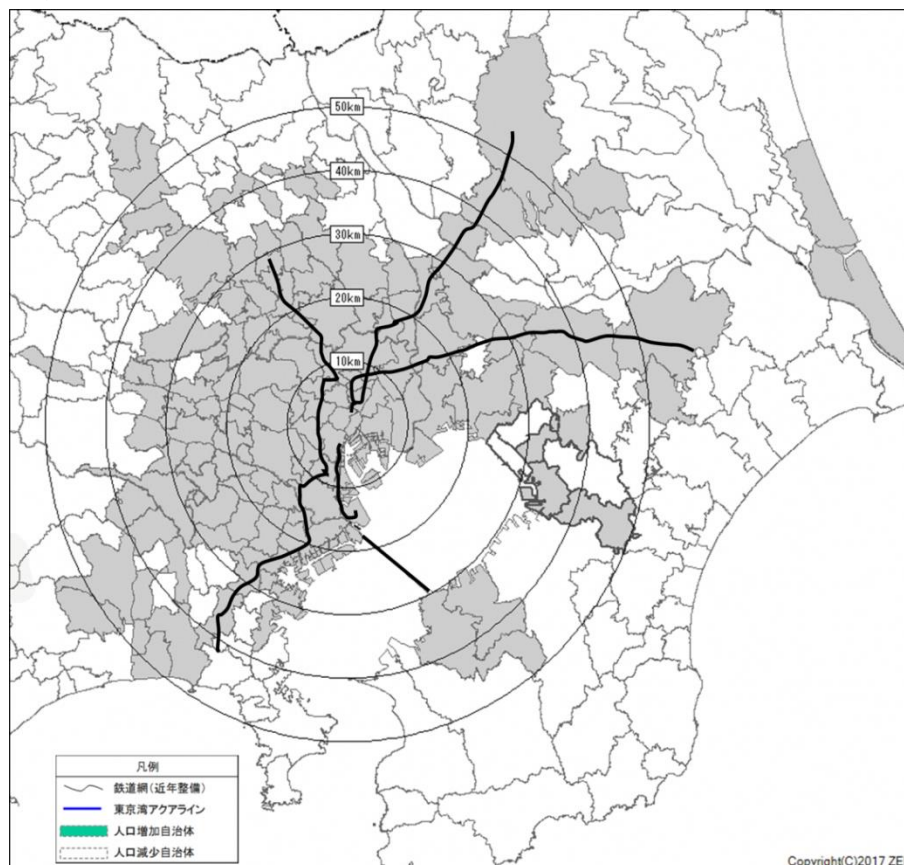 50km
40km
30km
20km
10km
凡例
鉄道網(近年整備)
東京湾アクアライン
人口増加自治体
人口減少自治体
Copyright(C)2017 ZE